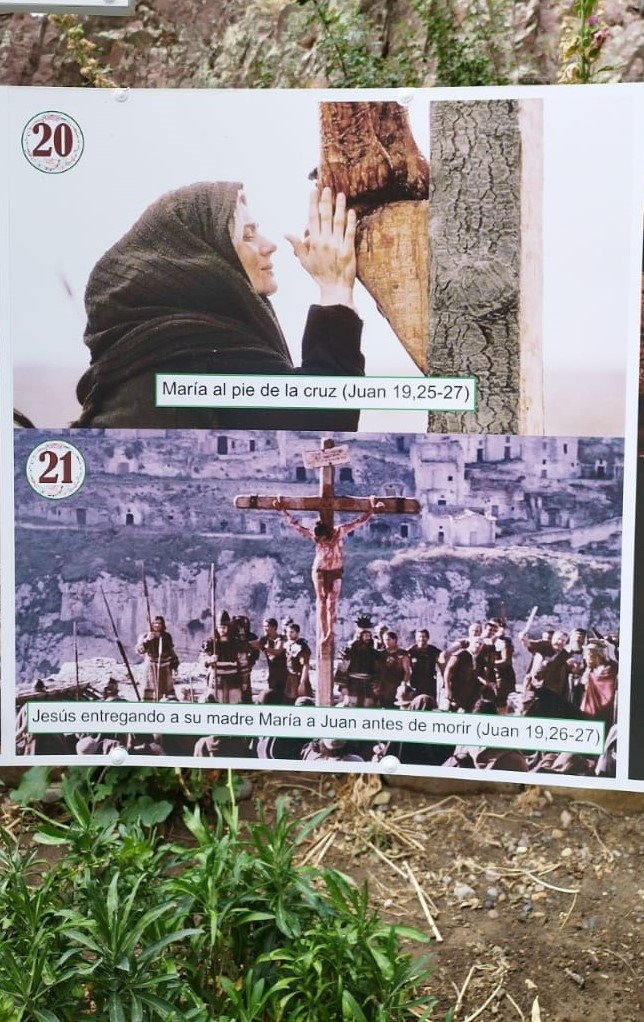 20
María al pie de la cruz (Juan 19,25-27)
21
Jesús entregando a su madre María a Juan antes de morir (Juan 19,26-27)